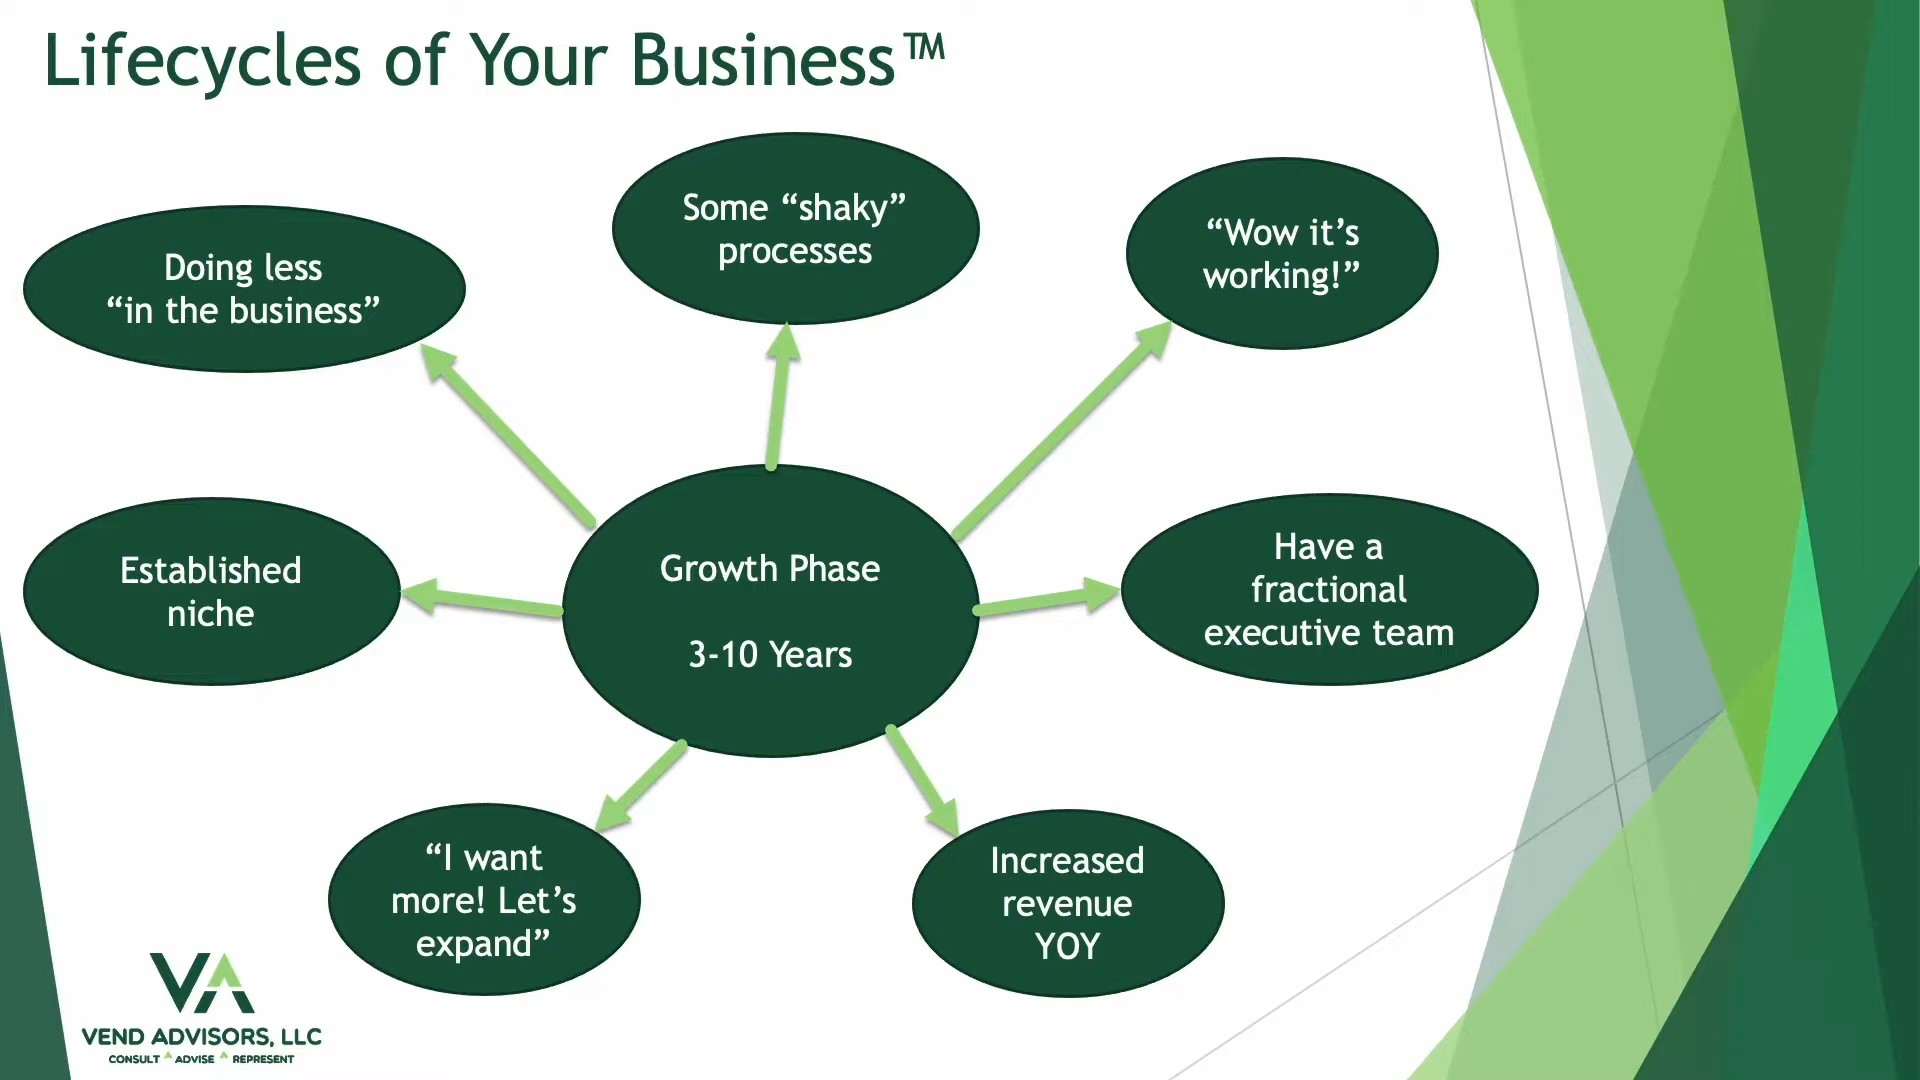 Lifecycles of Your Business™
Some “shaky”
processes
“Wow it’s
working!”
Doing less
“in the business”
Have a
fractional
executive team
Growth Phase
3-10 Years
Established
niche
“I want
more! Let’s
expand”
Increased
revenue
YOY
VA
VEND ADVISORS, LLC
CONSULT ADVISE REPRESENT